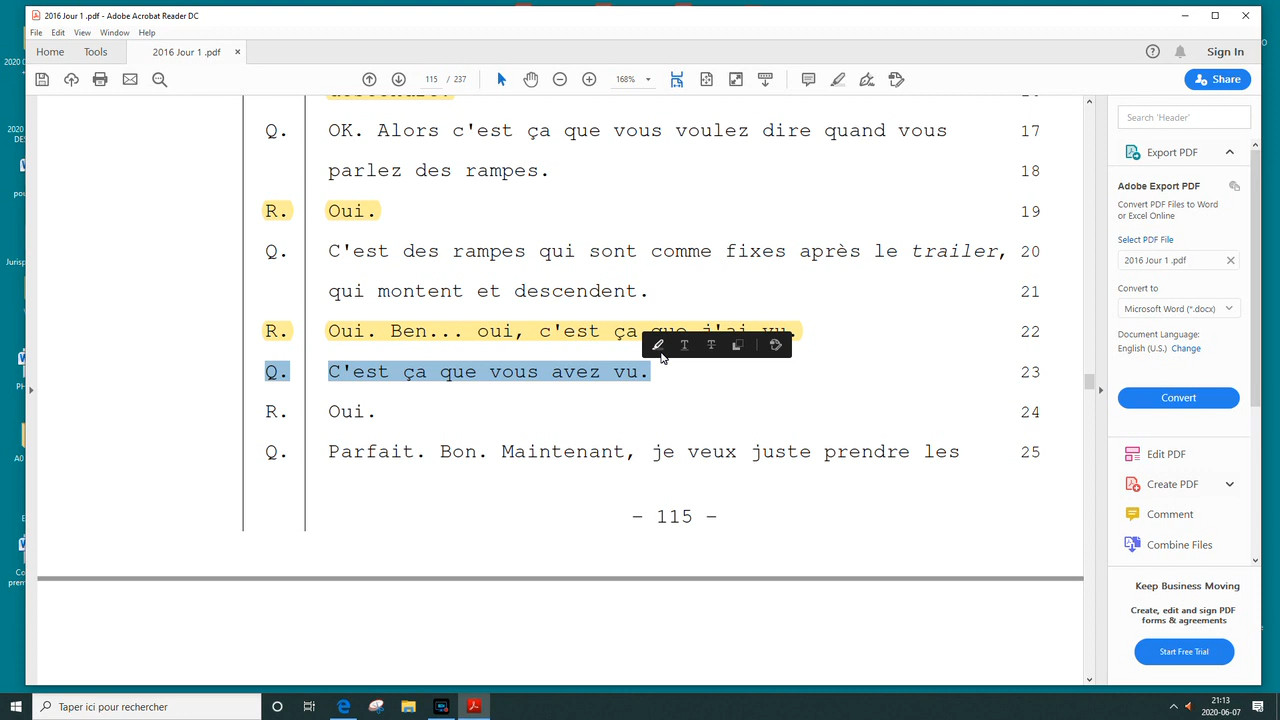 2016 Jour 1 .pdf - Adobe Acrobat Reader DC
File Edit View Window Help
Home Tools 2016 Jour 1 .pdf × Sign In
115 / 237 168% Share
Q. OK. Alors c'est ça que vous voulez dire quand vous 17
parlez des rampes. 18
R. Oui. 19
Q. C'est des rampes qui sont comme fixes après le trailer, 20
qui montent et descendent. 21
R. Oui. Ben... oui, c'est ça que j'ai vu. 22
Q. C'est ça que vous avez vu. 23
R. Oui. 24
Q. Parfait. Bon. Maintenant, je veux juste prendre les 25
– 115 –
Search 'Header'
Export PDF
Adobe Export PDF
Convert PDF Files to Word
or Excel Online
Select PDF File
2016 Jour 1 .pdf
Convert to
Microsoft Word (*.docx)
Document Language:
English (U.S.) Change
Convert
Edit PDF
Create PDF
Comment
Combine Files
Keep Business Moving
Create, edit and sign PDF
forms & agreements
Start Free Trial
Taper ici pour rechercher
21:13
2020-06-07